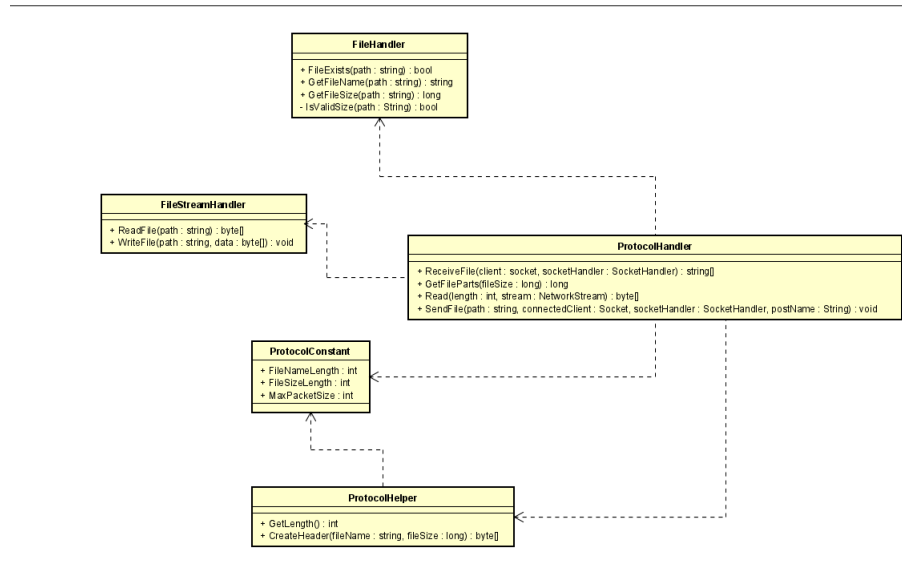 FileHandler
+ FileExists(path : string) : bool
+ GetFileName(path : string) : string
+ GetFileSize(path : string) : long
- IsValidSize(path : String) : bool
FileStreamHandler
+ ReadFile(path : string) : byte[]
+ WriteFile(path : string, data : byte[]) : void
ProtocolHandler
+ ReceiveFile(client : socket, socketHandler : SocketHandler) : string[]
+ GetFileParts(fileSize : long) : long
+ Read(length : int, stream : NetworkStream) : byte[]
+ SendFile(path : string, connectedClient : Socket, socketHandler : SocketHandler, postName : String) : void
ProtocolConstant
+ FileNameLength : int
+ FileSizeLength : int
+ MaxPacketSize : int
ProtocolHelper
+ GetLength() : int
+ CreateHeader(fileName : string, fileSize : long) : byte[]